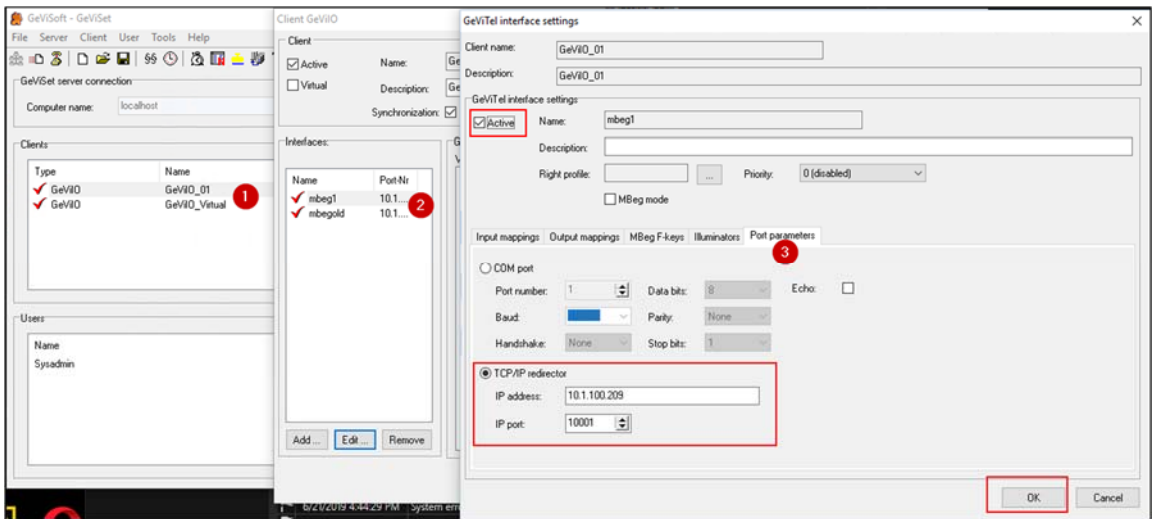 GeViSoft - GeViSet
File Server Client User Tools Help
GeViSet server connection
Computer name: localhost
Clients
Type Name
GeViIO GeViIO_01
GeViIO GeViIO_Virtual
1
Users
Name
Sysadmin
Client GeViIO
Client
Active Name: Ge
Virtual Description: Ge
Synchronization:
Interfaces:
Name Port-Nr
mbeg1 10.1....
mbegold 10.1....
2
Add ... Edit ... Remove
6/21/2019 4:44:29 PM System err
GeViTel interface settings
Client name: GeViIO_01
Description: GeViIO_01
GeViTel interface settings
Active Name: mbeg1
Description:
Right profile: ... Priority: 0 (disabled)
MBeg mode
Input mappings Output mappings MBeg F-keys Illuminators Port parameters
3
COM port
Port number: 1 Data bits: 8 Echo:
Baud: Parity: None
Handshake: None Stop bits: 1
TCP/IP redirector
IP address: 10.1.100.209
IP port: 10001
OK Cancel